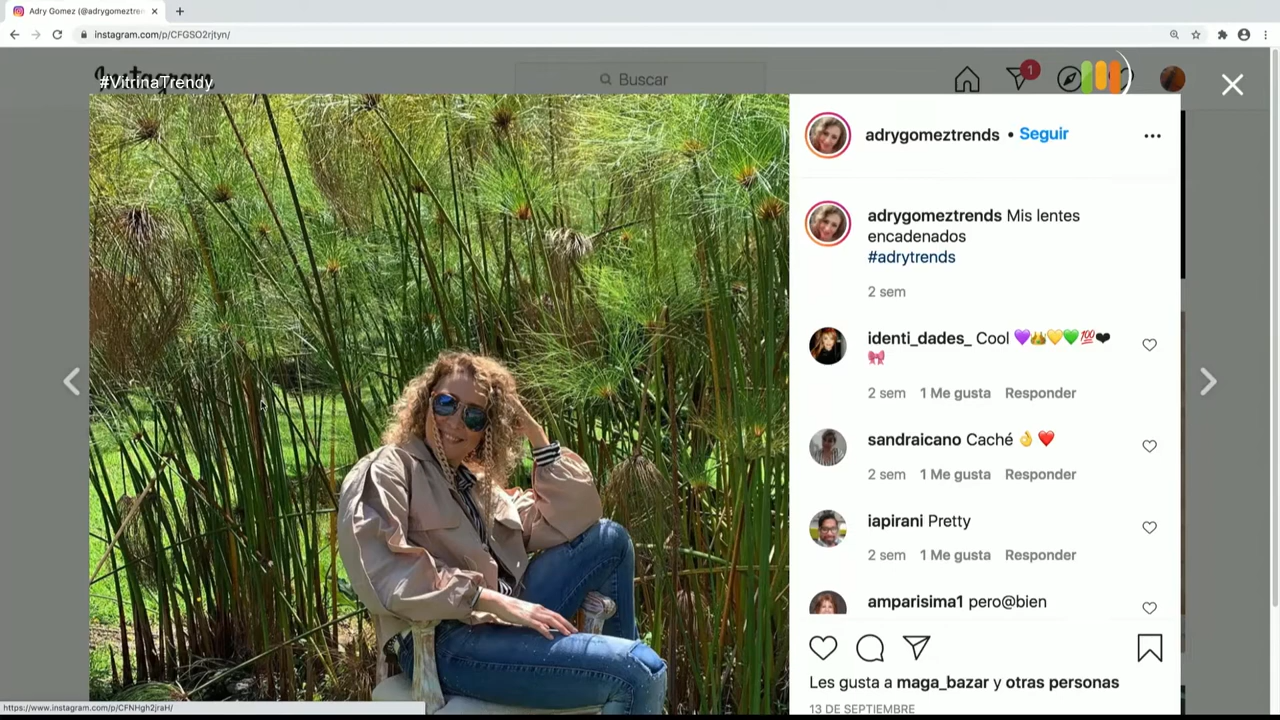 Adry Gomez (@adrygomeztren
instagram.com/p/CFGSO2rjtyn/
Instagram
#VitrinaTrendy
Buscar
1
adrygomeztrends • Seguir
adrygomeztrends Mis lentes
encadenados
#adrytrends
2 sem
identi_dades_ Cool 💜👑💛💚💯❤
🎀
2 sem 1 Me gusta Responder
sandraicano Caché 👌❤️
2 sem 1 Me gusta Responder
iapirani Pretty
2 sem 1 Me gusta Responder
amparisima1 pero@bien
Les gusta a maga_bazar y otras personas
13 DE SEPTIEMBRE
https://www.instagram.com/p/CFNHgh2jraH/